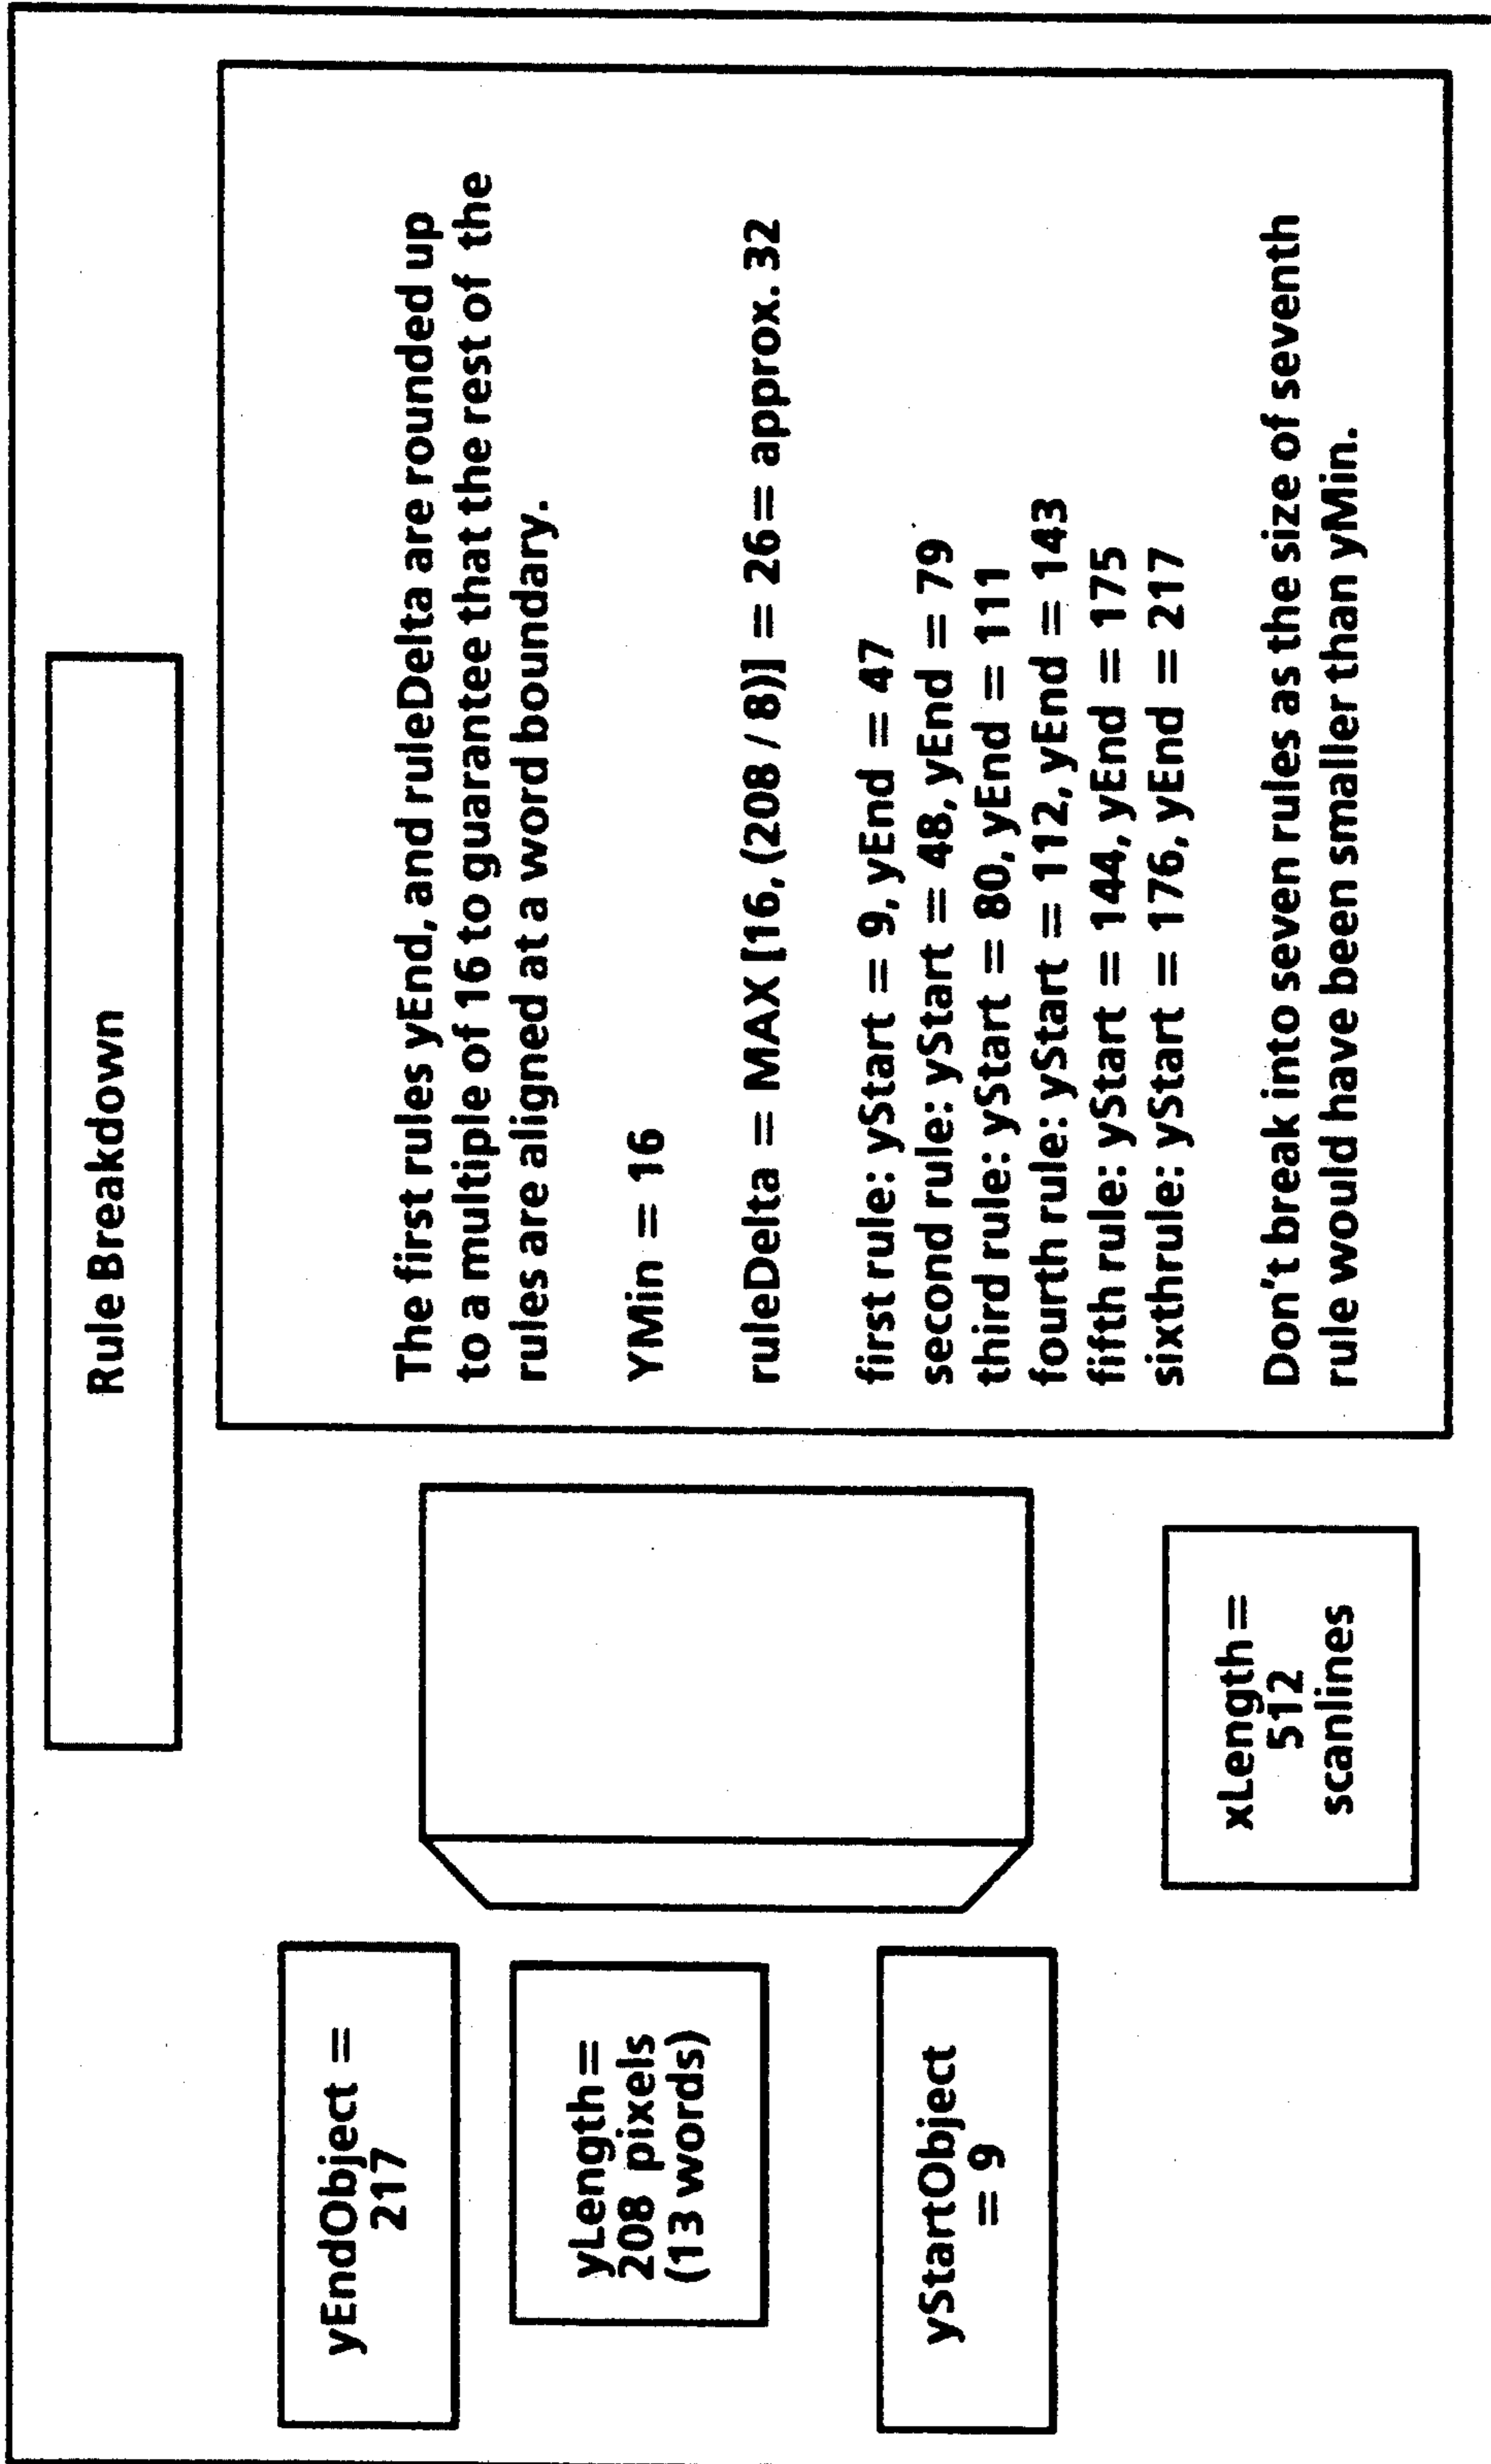 Rule Breakdown
yEndObject =
217
yLength=
208 pixels
(13 words)
yStartObject
= 9
xLength=
512
scanlines
The first rules yEnd, and ruleDelta are rounded up
to a multiple of 16 to guarantee that the rest of the
rules are aligned at a word boundary.
YMin = 16
ruleDelta = MAX [16, (208 / 8)] = 26= approx. 32
first rule: yStart = 9, yEnd = 47
second rule: yStart = 48, yEnd = 79
third rule: yStart = 80, yEnd = 111
fourth rule: yStart = 112, yEnd = 143
fifth rule: yStart = 144, yEnd = 175
sixthrule: yStart = 176, yEnd = 217
Don't break into seven rules as the size of seventh
rule would have been smaller than yMin.